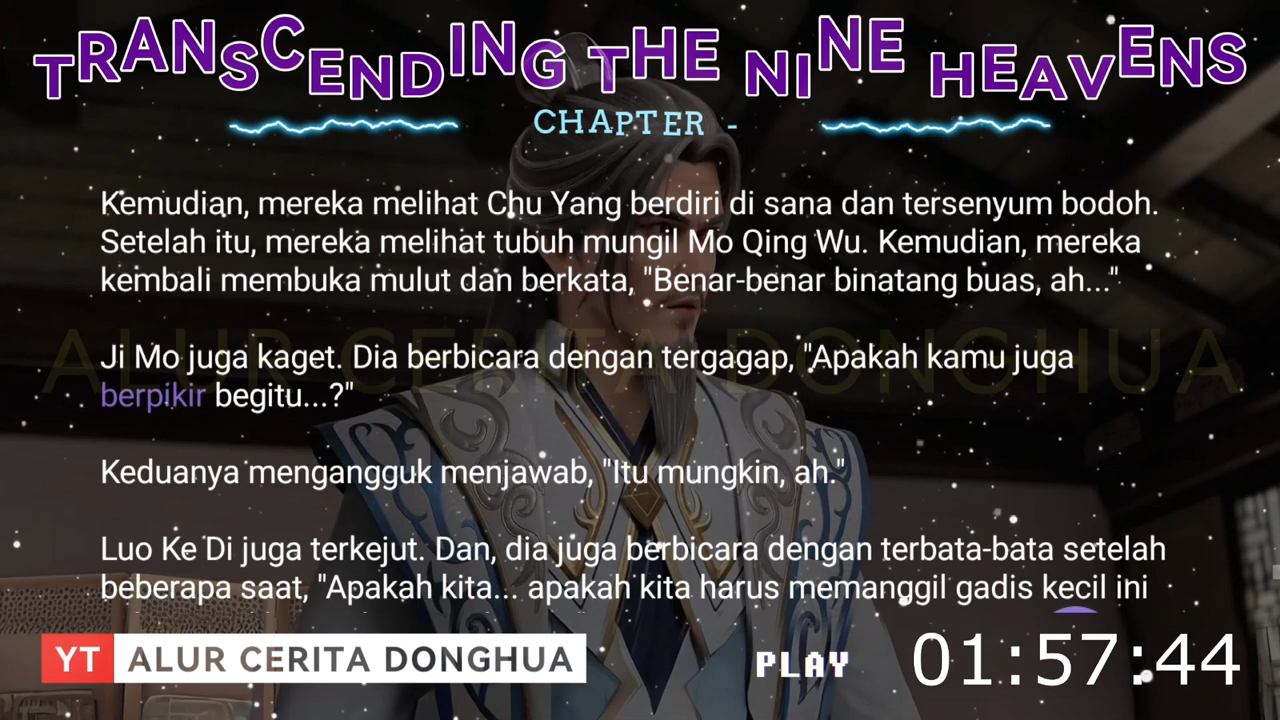 TRANSCENDING THE NINE HEAVENS
CHAPTER -
Kemudian, mereka melihat Chu Yang berdiri di sana dan tersenyum bodoh.
Setelah itu, mereka melihat tubuh mungil Mo Qing Wu. Kemudian, mereka
kembali membuka mulut dan berkata, "Benar-benar binatang buas, ah..."
ALUR CERITA DONGHUA
Ji Mo juga kaget. Dia berbicara dengan tergagap, "Apakah kamu juga
berpikir begitu...?"
Keduanya mengangguk menjawab, "Itu mungkin, ah."
Luo Ke Di juga terkejut. Dan, dia juga berbicara dengan terbata-bata setelah
beberapa saat, "Apakah kita... apakah kita harus memanggil gadis kecil ini
YT ALUR CERITA DONGHUA
PLAY 01:57:44